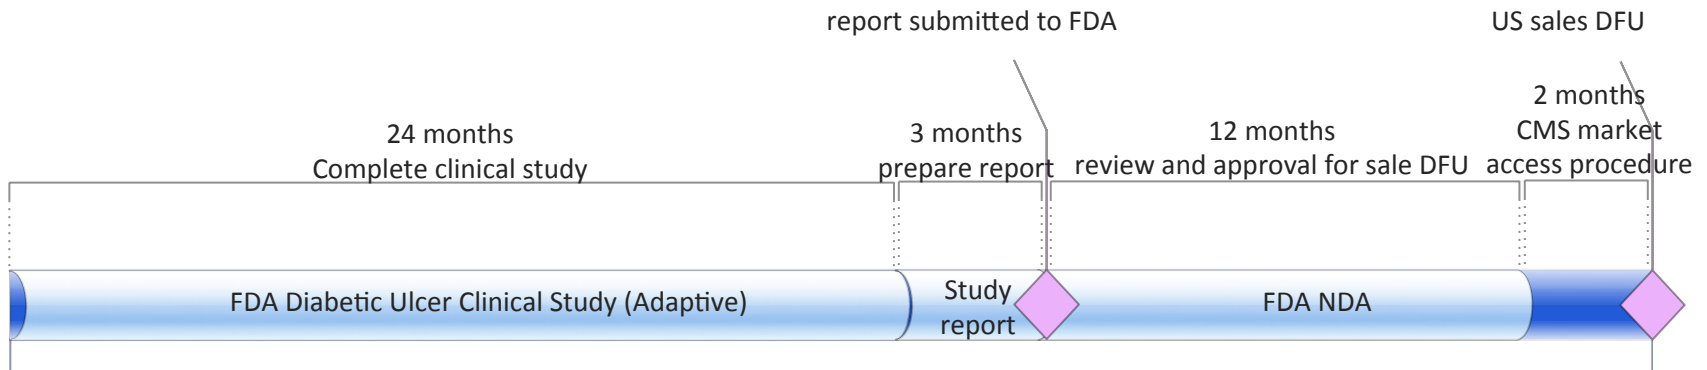 report submitted to FDA
US sales DFU
24 months
Complete clinical study
3 months
prepare report
12 months
review and approval for sale DFU
2 months
CMS market
access procedure
FDA Diabetic Ulcer Clinical Study (Adaptive)
Study
report
FDA NDA